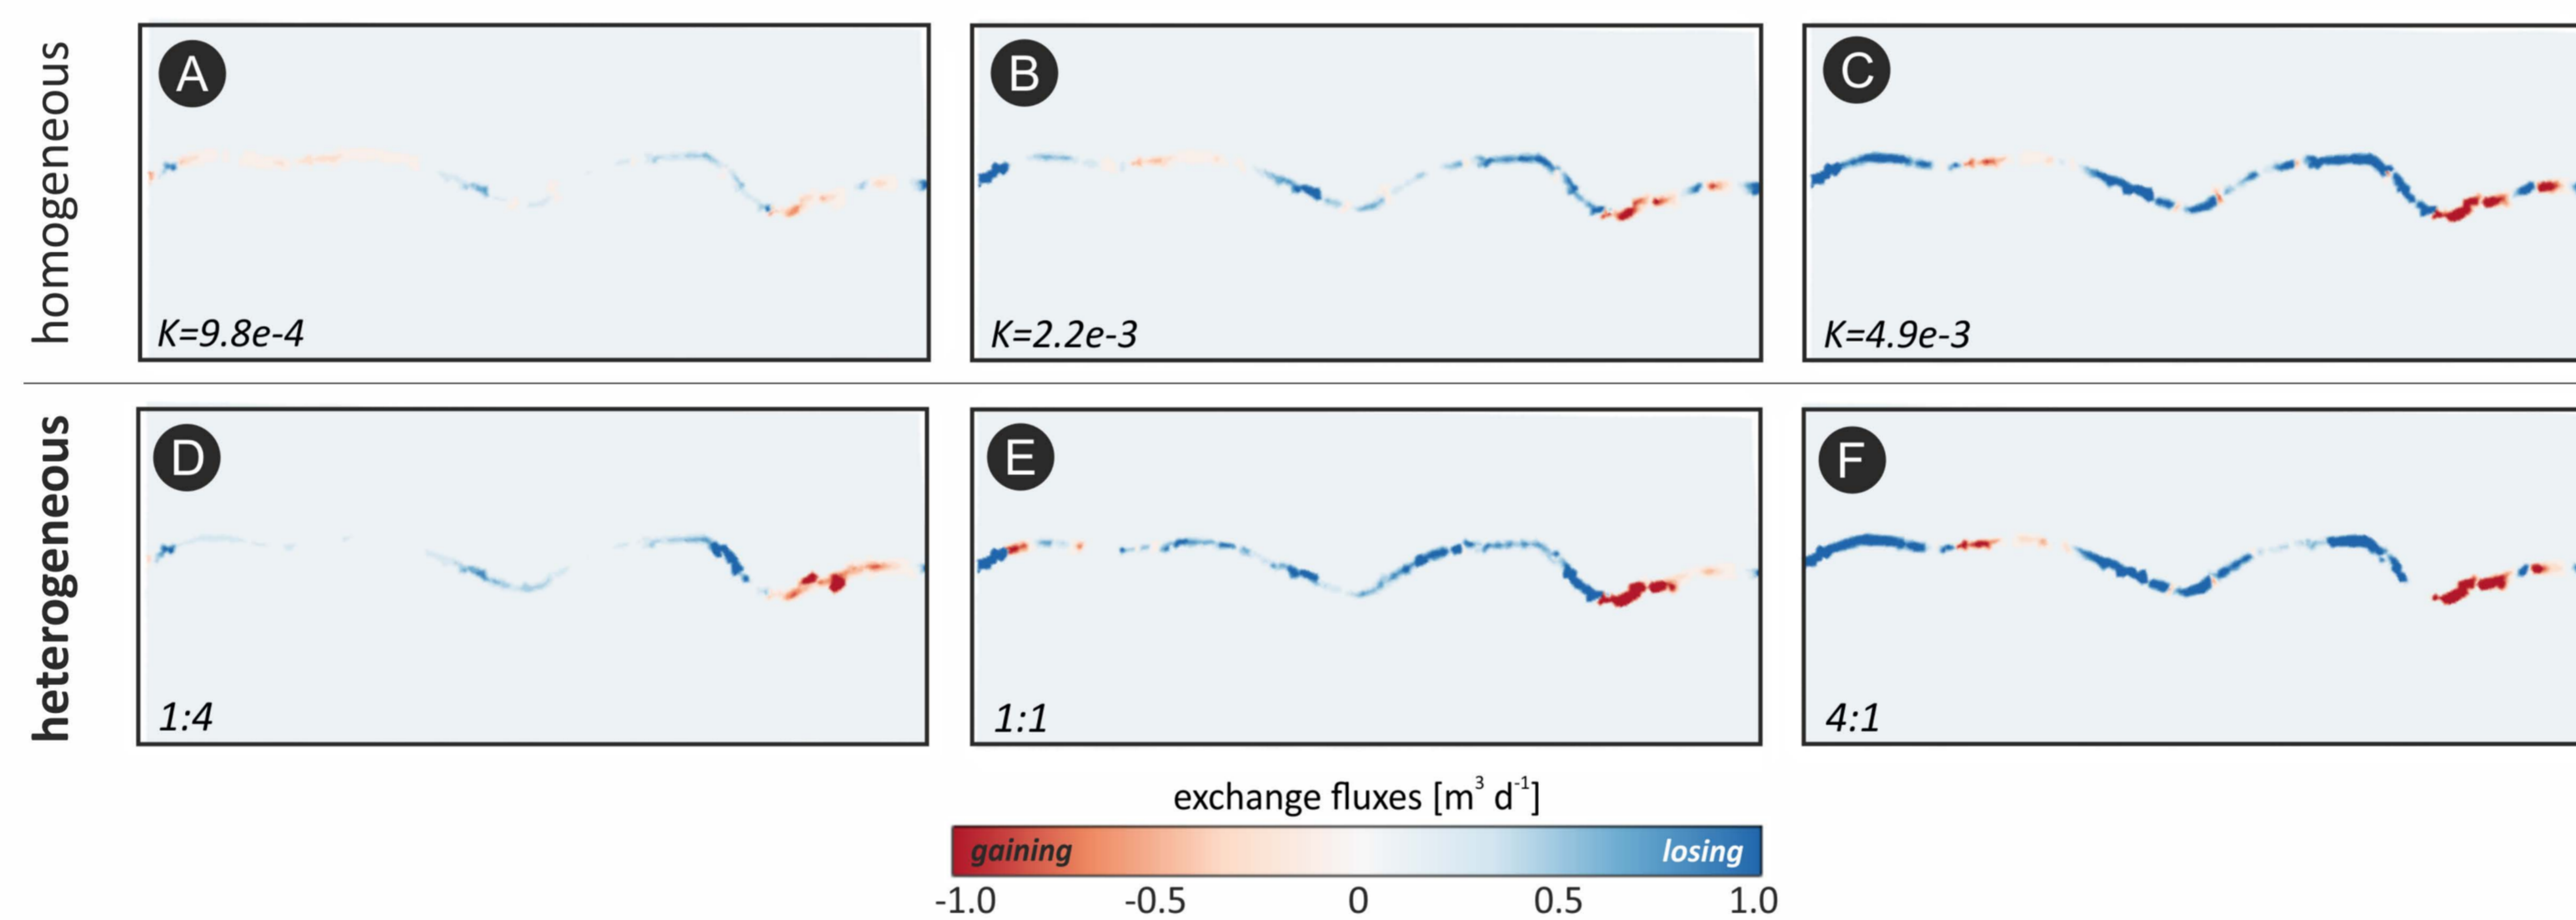 homogeneous
A
B
C
K=9.8e-4
K=2.2e-3
K=4.9e-3
heterogeneous
D
E
F
1:4
1:1
4:1
exchange fluxes [m³ d⁻¹]
gaining
losing
-1.0
-0.5
0
0.5
1.0